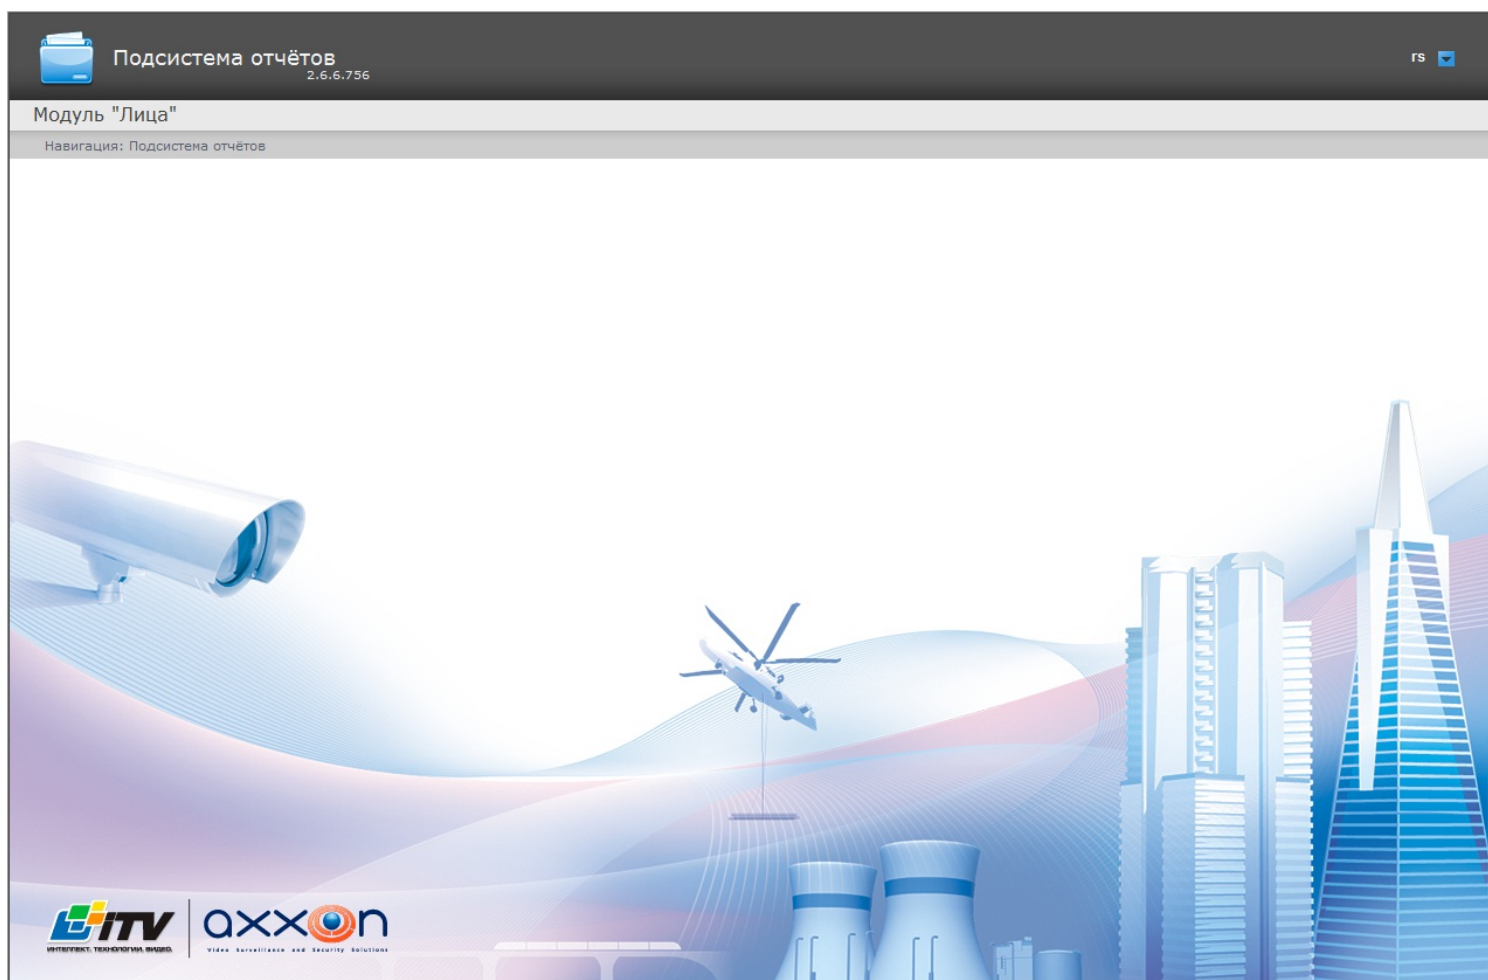 Подсистема отчётов
2.6.6.756
rs
Модуль "Лица"
Навигация: Подсистема отчётов
iTV
ИНТЕЛЛЕКТ. ТЕХНОЛОГИИ. ВИДЕО.
axxon
Video Surveillance and Security Solutions